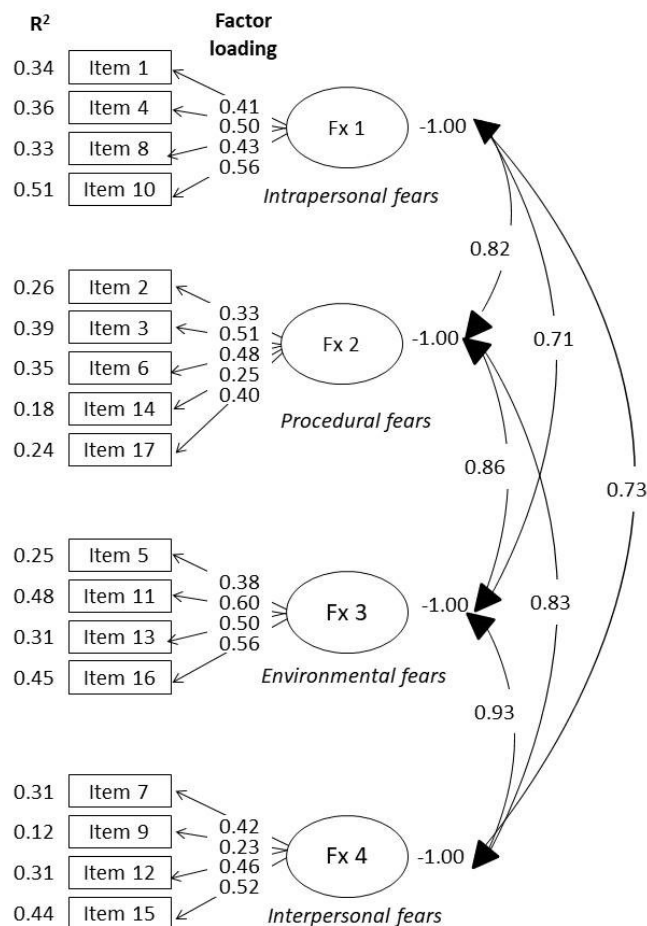 R²
Factor
loading
0.34 Item 1
0.36 Item 4
0.33 Item 8
0.51 Item 10
0.41
0.50
0.43
0.56
Fx 1
-1.00
Intrapersonal fears
0.82
0.26 Item 2
0.39 Item 3
0.35 Item 6
0.18 Item 14
0.24 Item 17
0.33
0.51
0.48
0.25
0.40
Fx 2
-1.00
Procedural fears
0.71
0.86
0.73
0.25 Item 5
0.48 Item 11
0.31 Item 13
0.45 Item 16
0.38
0.60
0.50
0.56
Fx 3
-1.00
Environmental fears
0.83
0.93
0.31 Item 7
0.12 Item 9
0.31 Item 12
0.44 Item 15
0.42
0.23
0.46
0.52
Fx 4
-1.00
Interpersonal fears